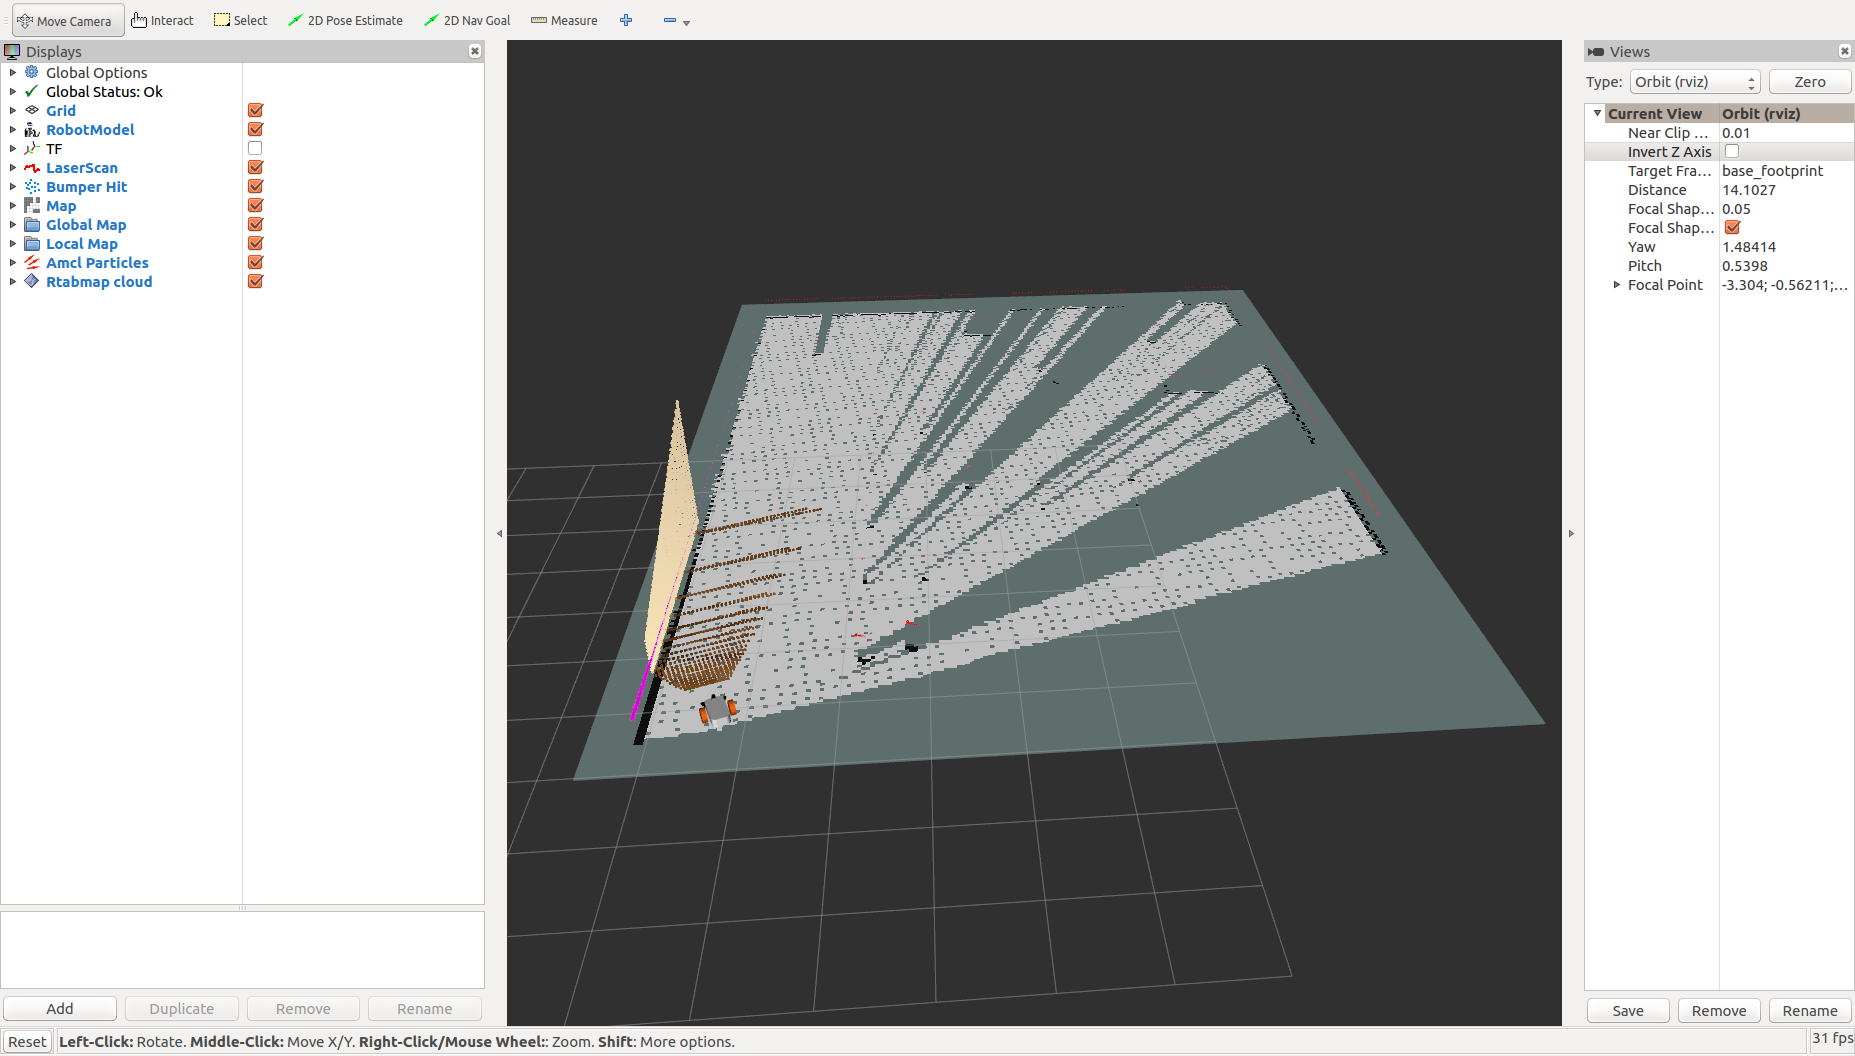 Move Camera Interact Select 2D Pose Estimate 2D Nav Goal Measure
Displays
Global Options
Global Status: Ok
Grid
RobotModel
TF
LaserScan
Bumper Hit
Map
Global Map
Local Map
Amcl Particles
Rtabmap cloud
Add Duplicate Remove Rename
Views
Type: Orbit (rviz) Zero
Current View Orbit (rviz)
Near Clip ... 0.01
Invert Z Axis
Target Fra... base_footprint
Distance 14.1027
Focal Shap... 0.05
Focal Shap...
Yaw 1.48414
Pitch 0.5398
Focal Point -3.304; -0.56211;...
Save Remove Rename
Reset Left-Click: Rotate. Middle-Click: Move X/Y. Right-Click/Mouse Wheel:: Zoom. Shift: More options. 31 fps